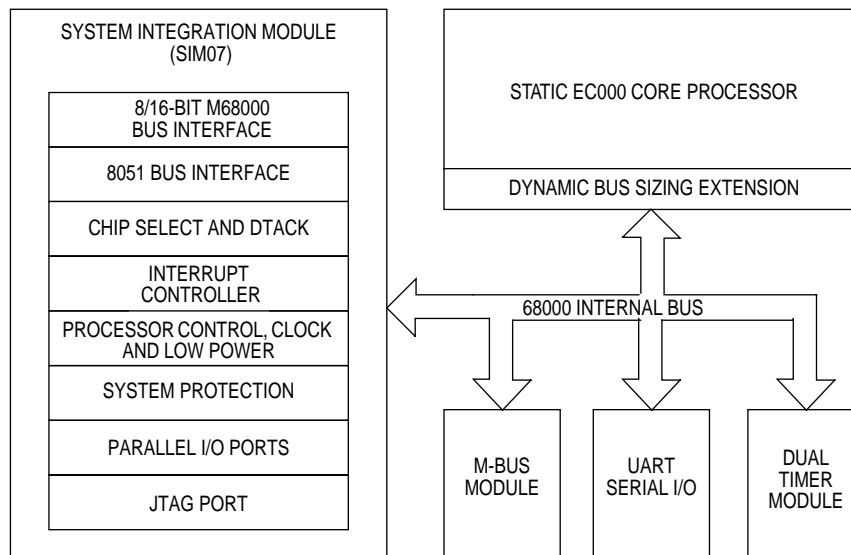 SYSTEM INTEGRATION MODULE
(SIM07)
8/16-BIT M68000
BUS INTERFACE
8051 BUS INTERFACE
CHIP SELECT AND DTACK
INTERRUPT
CONTROLLER
PROCESSOR CONTROL, CLOCK
AND LOW POWER
SYSTEM PROTECTION
PARALLEL I/O PORTS
JTAG PORT
STATIC EC000 CORE PROCESSOR
DYNAMIC BUS SIZING EXTENSION
68000 INTERNAL BUS
M-BUS
MODULE
UART
SERIAL I/O
DUAL
TIMER
MODULE